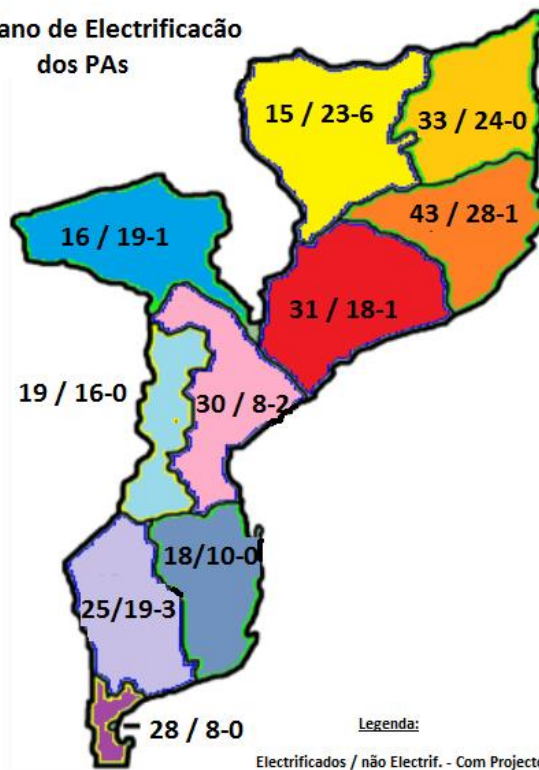 ano de Electrificacão
dos PAs
15 / 23-6
33 / 24-0
43 / 28-1
16 / 19-1
31 / 18-1
19 / 16-0
30 / 8-2
18/10-0
25/19-3
28 / 8-0
Legenda:
Electrificados / não Electrif. - Com Projecto